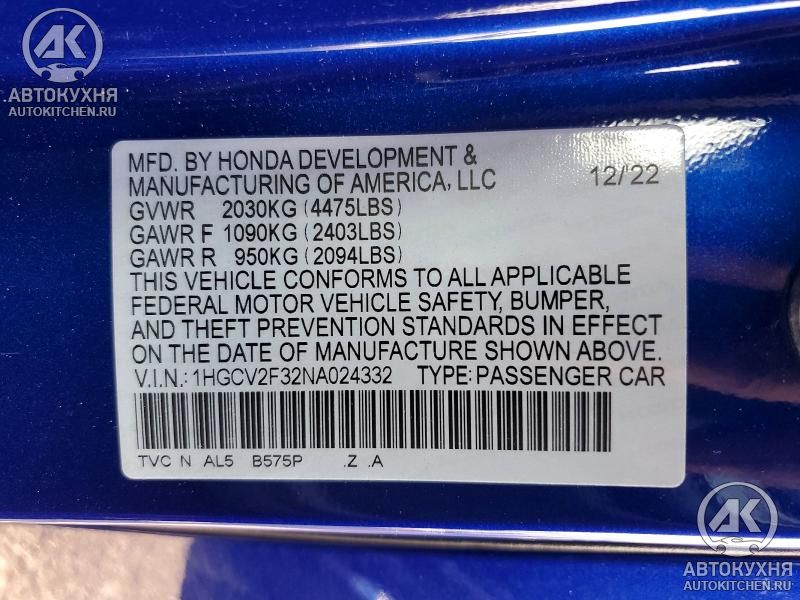 АК
АВТОКУХНЯ
AUTOKITCHEN.RU
MFD. BY HONDA DEVELOPMENT &
MANUFACTURING OF AMERICA, LLC 12/22
GVWR 2030KG (4475LBS)
GAWR F 1090KG (2403LBS)
GAWR R 950KG (2094LBS)
THIS VEHICLE CONFORMS TO ALL APPLICABLE
FEDERAL MOTOR VEHICLE SAFETY, BUMPER,
AND THEFT PREVENTION STANDARDS IN EFFECT
ON THE DATE OF MANUFACTURE SHOWN ABOVE.
V.I.N.: 1HGCV2F32NA024332 TYPE: PASSENGER CAR
TVC N AL5 B575P .Z .A
АК
АВТОКУХНЯ
AUTOKITCHEN.RU